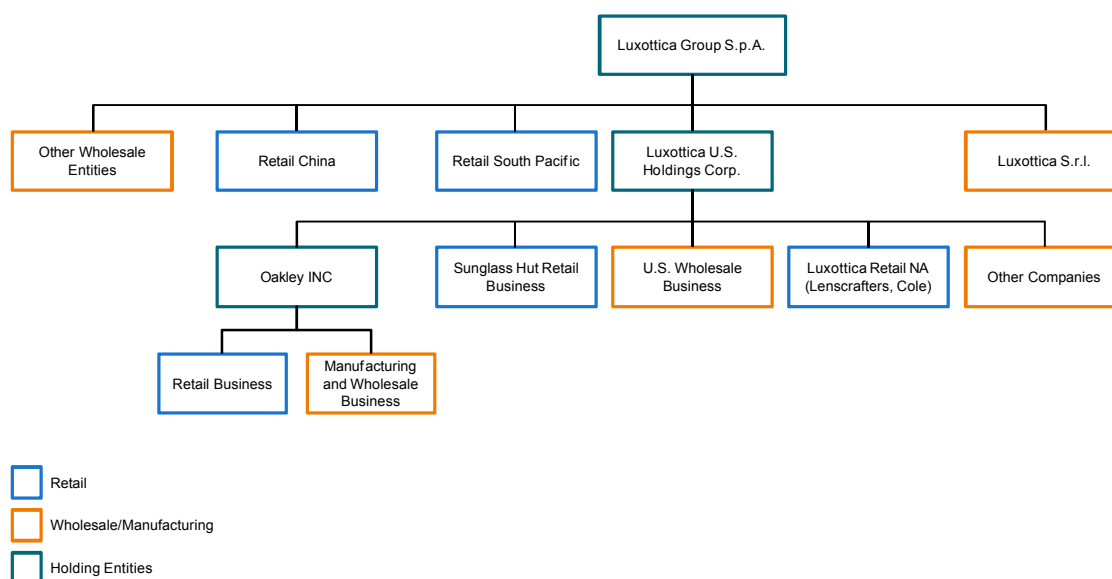 Luxottica Group S.p.A.
Other Wholesale
Entities
Retail China
Retail South Pacific
Luxottica U.S.
Holdings Corp.
Luxottica S.r.l.
Oakley INC
Sunglass Hut Retail
Business
U.S. Wholesale
Business
Luxottica Retail NA
(Lenscrafters, Cole)
Other Companies
Retail Business
Manufacturing
and Wholesale
Business
Retail
Wholesale/Manufacturing
Holding Entities